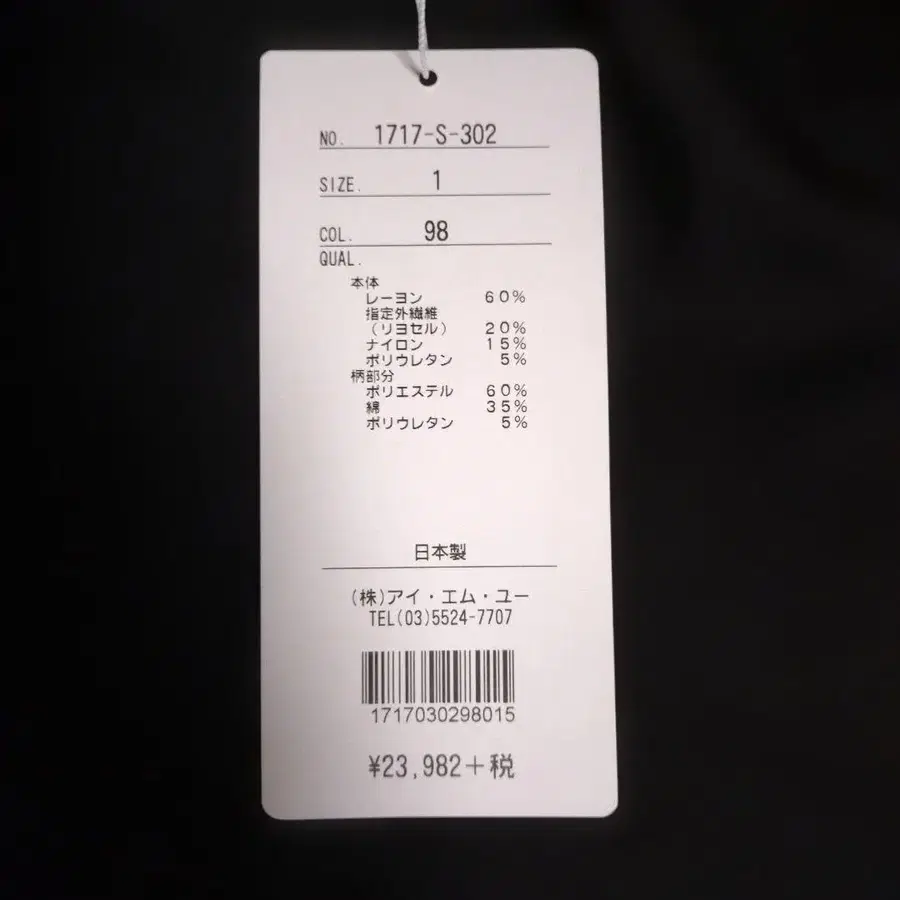 NO. 1717-S-302
SIZE. 1
COL. 98
QUAL.
本体
レーヨン 60%
指定外繊維
(リヨセル) 20%
ナイロン 15%
ポリウレタン 5%
柄部分
ポリエステル 60%
綿 35%
ポリウレタン 5%
日本製
(株)アイ・エム・ユー
TEL(03)5524-7707
1717030298015
¥23,982+税